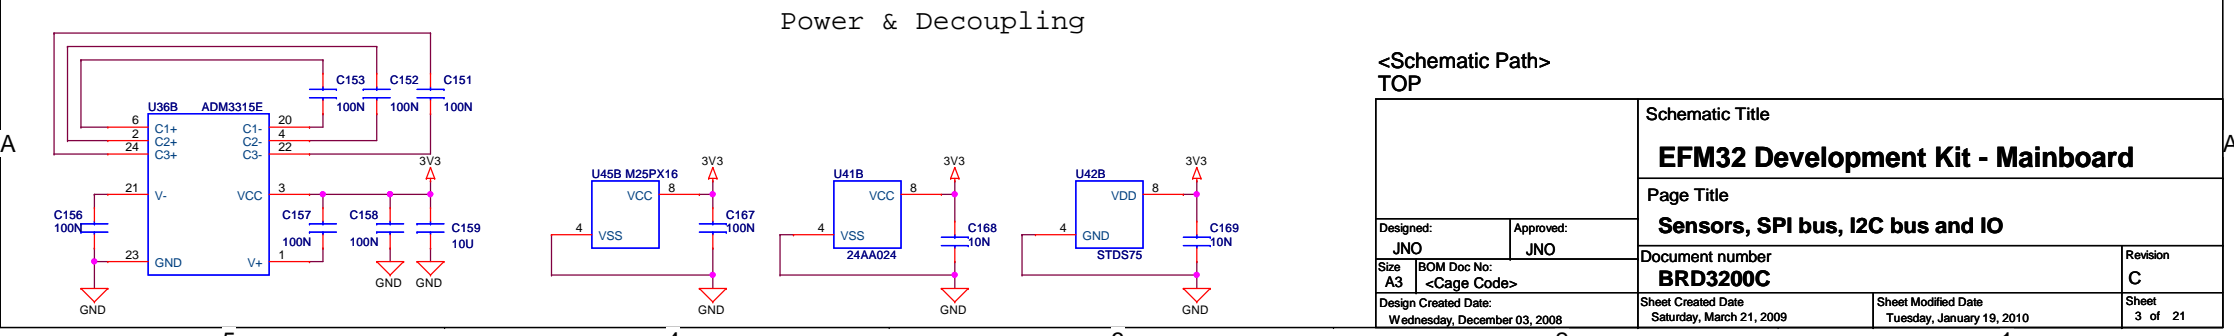 Power & Decoupling
A
A
C153
100N
C152
100N
C151
100N
U36B ADM3315E
6 C1+ C1- 20
2 C2+ C2- 4
24 C3+ C3- 22
3V3
21 V- VCC 3
C156
100N
C157
100N
C158
100N
C159
10U
23 GND V+ 1
GND
GND
GND
3V3
U45B M25PX16
VCC 8
4 VSS
C167
100N
GND
3V3
U41B
VCC 8
4 VSS
24AA024
C168
10N
GND
3V3
U42B
VDD 8
4 GND
STDS75
C169
10N
GND
<Schematic Path>
TOP
Schematic Title
EFM32 Development Kit - Mainboard
Page Title
Sensors, SPI bus, I2C bus and IO
Designed:
JNO
Approved:
JNO
Size
A3
BOM Doc No:
<Cage Code>
Document number
BRD3200C
Revision
C
Design Created Date:
Wednesday, December 03, 2008
Sheet Created Date
Saturday, March 21, 2009
Sheet Modified Date
Tuesday, January 19, 2010
Sheet
3 of 21